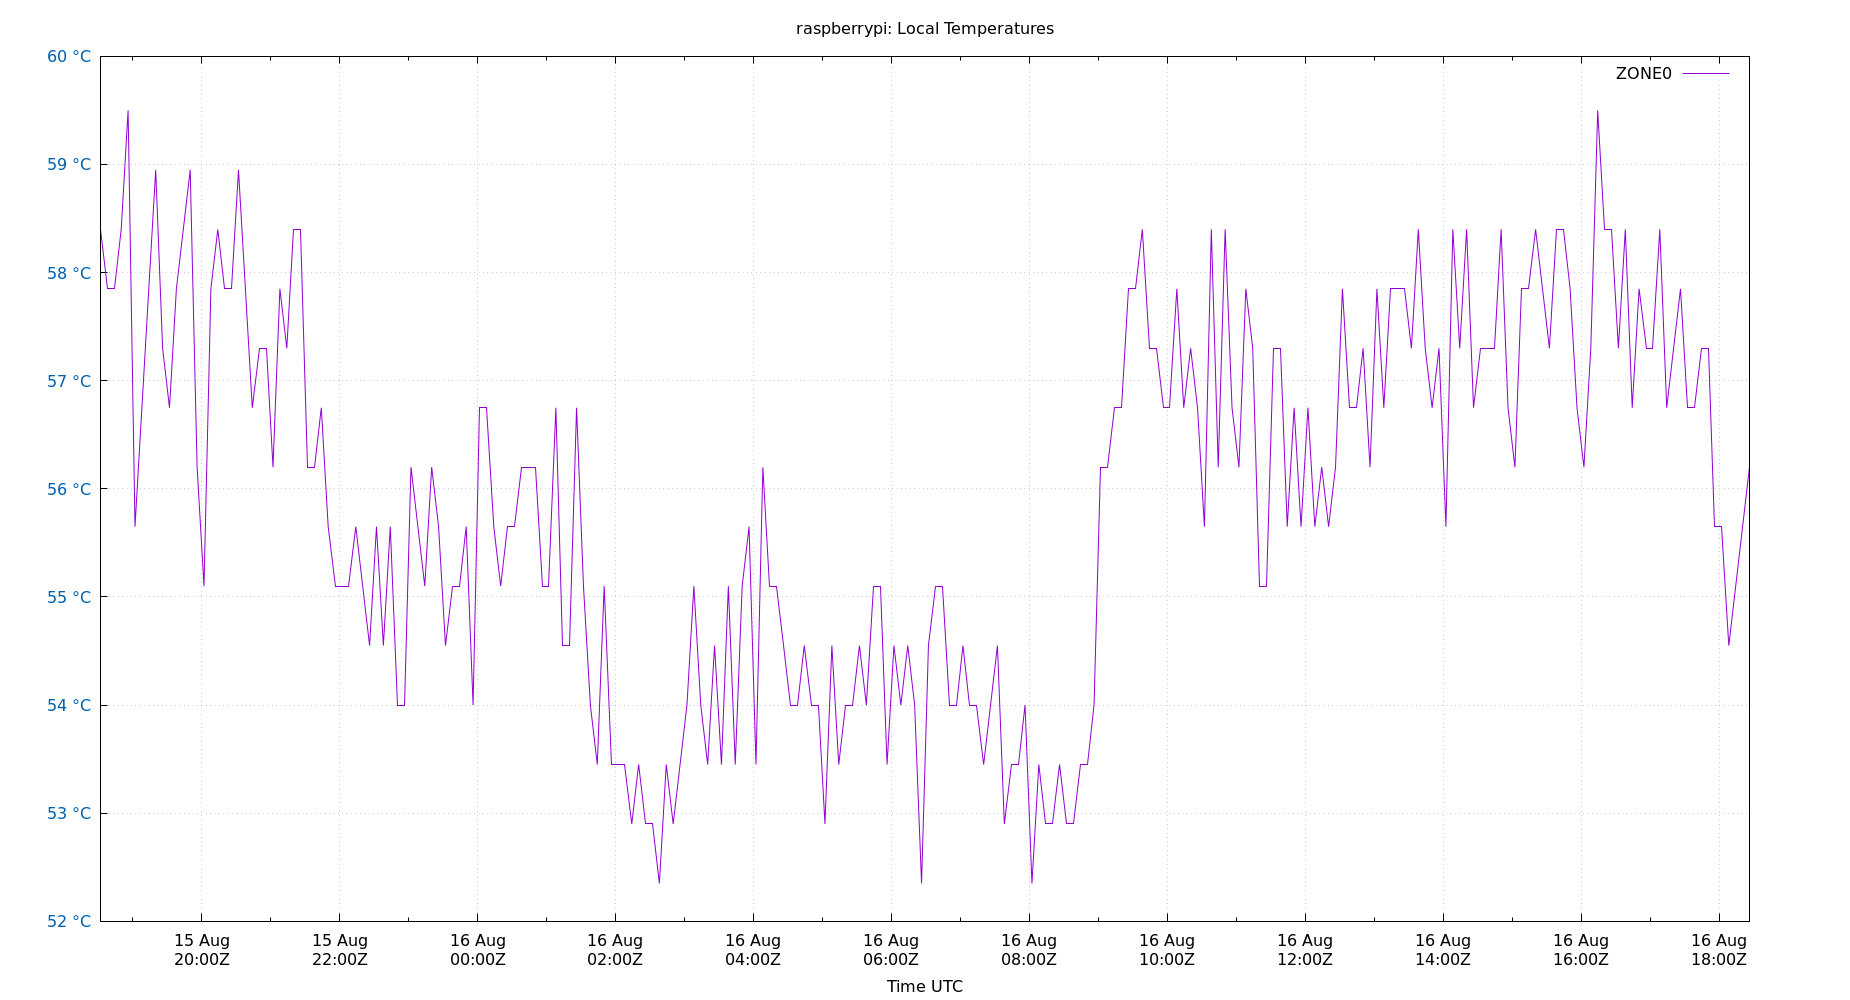 raspberrypi: Local Temperatures
60 °C
ZONE0
59 °C
58 °C
57 °C
56 °C
55 °C
54 °C
53 °C
52 °C
15 Aug 15 Aug 16 Aug 16 Aug 16 Aug 16 Aug 16 Aug 16 Aug 16 Aug 16 Aug 16 Aug 16 Aug
20:00Z 22:00Z 00:00Z 02:00Z 04:00Z 06:00Z 08:00Z 10:00Z 12:00Z 14:00Z 16:00Z 18:00Z
Time UTC